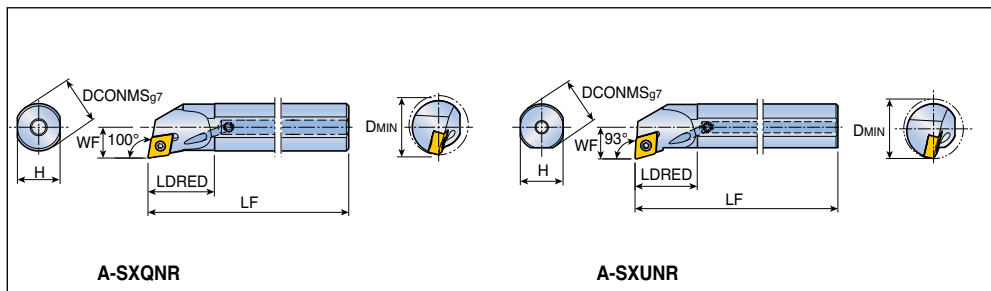 DCONMSg7
WF
100°
H
LDRED
LF
DMIN
A-SXQNR
DCONMSg7
WF
93°
H
LDRED
LF
DMIN
A-SXUNR